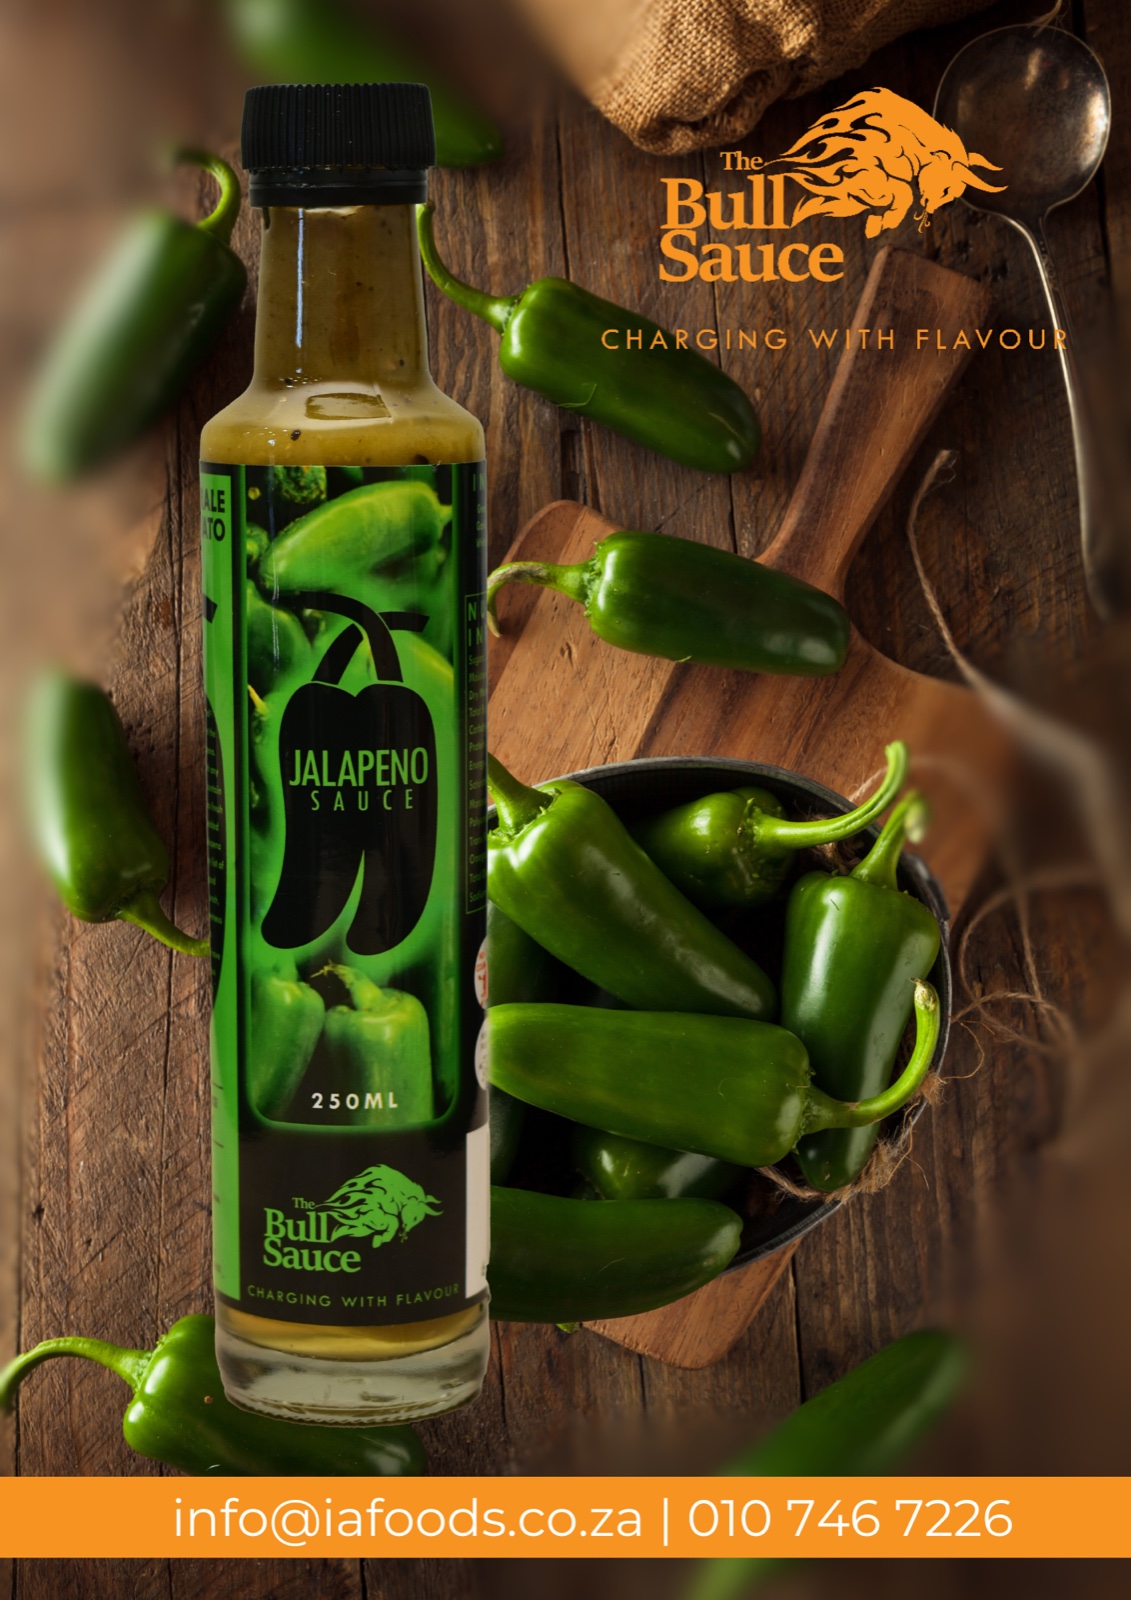 The
Bull
Sauce
CHARGING WITH FLAVOUR
JALAPENO
SAUCE
250ML
The
Bull
Sauce
CHARGING WITH FLAVOUR
info@iafoods.co.za | 010 746 7226